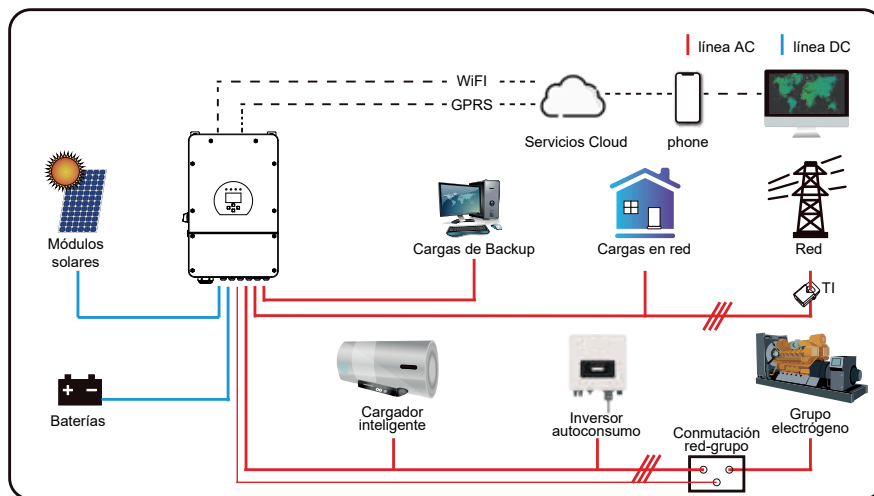 línea AC
línea DC
WiFI
GPRS
Servicios Cloud
phone
Módulos
solares
Cargas de Backup
Cargas en red
Red
TI
Baterías
Cargador
inteligente
Inversor
autoconsumo
Grupo
electrógeno
Conmutación
red-grupo